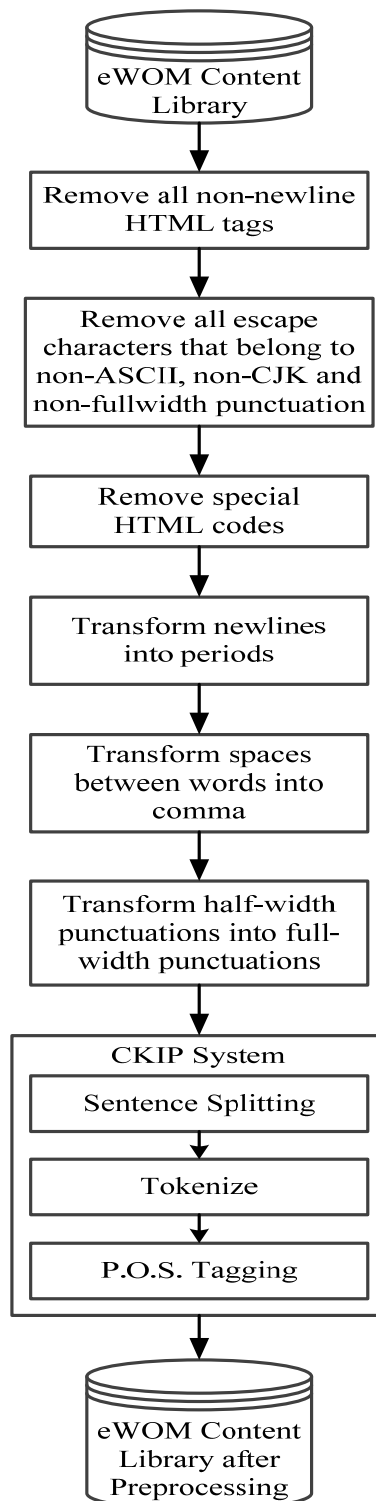 eWOM Content
Library
Remove all non-newline
HTML tags
Remove all escape
characters that belong to
non-ASCII, non-CJK and
non-fullwidth punctuation
Remove special
HTML codes
Transform newlines
into periods
Transform spaces
between words into
comma
Transform half-width
punctuations into full-
width punctuations
CKIP System
Sentence Splitting
Tokenize
P.O.S. Tagging
eWOM Content
Library after
Preprocessing